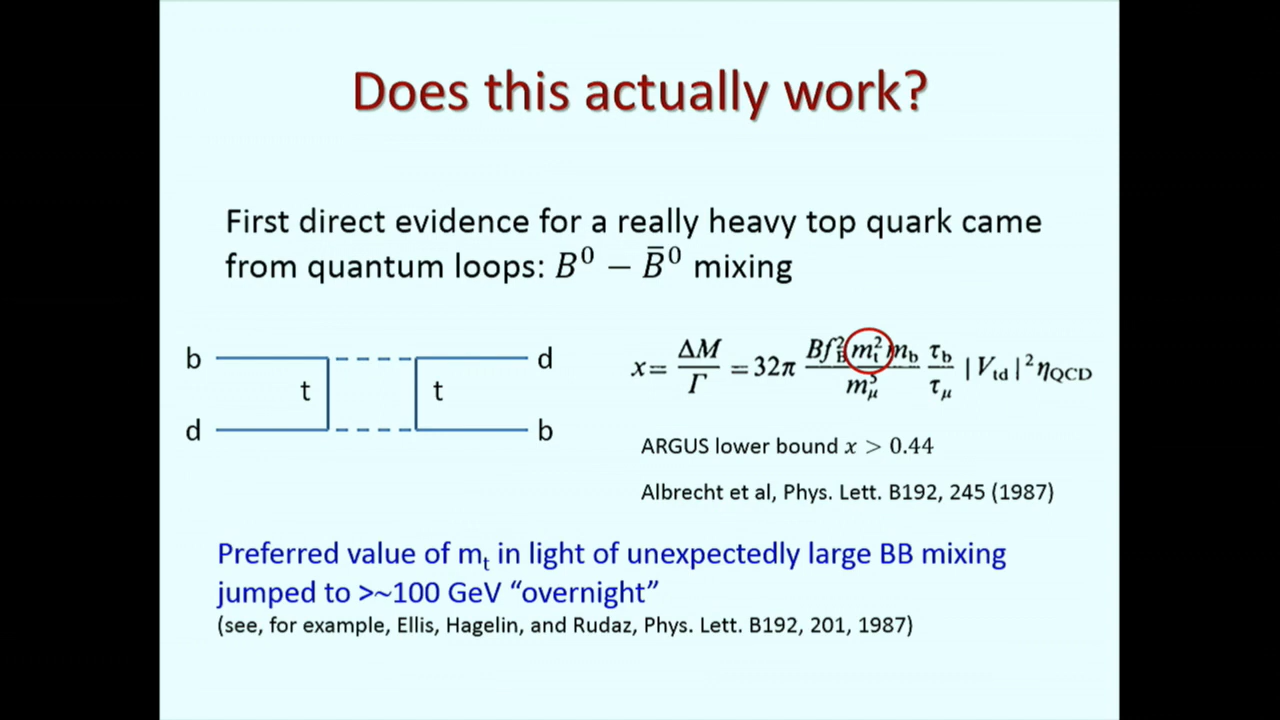 Does this actually work?
First direct evidence for a really heavy top quark came
from quantum loops: B⁰ − B̄⁰ mixing
b d
t t
d b
x = ΔM/Γ = 32π (Bf_B² m_t² m_b / m_μ⁵) (τ_b/τ_μ) |V_td|² η_QCD
ARGUS lower bound x > 0.44
Albrecht et al, Phys. Lett. B192, 245 (1987)
Preferred value of m_t in light of unexpectedly large BB mixing
jumped to >~100 GeV “overnight”
(see, for example, Ellis, Hagelin, and Rudaz, Phys. Lett. B192, 201, 1987)